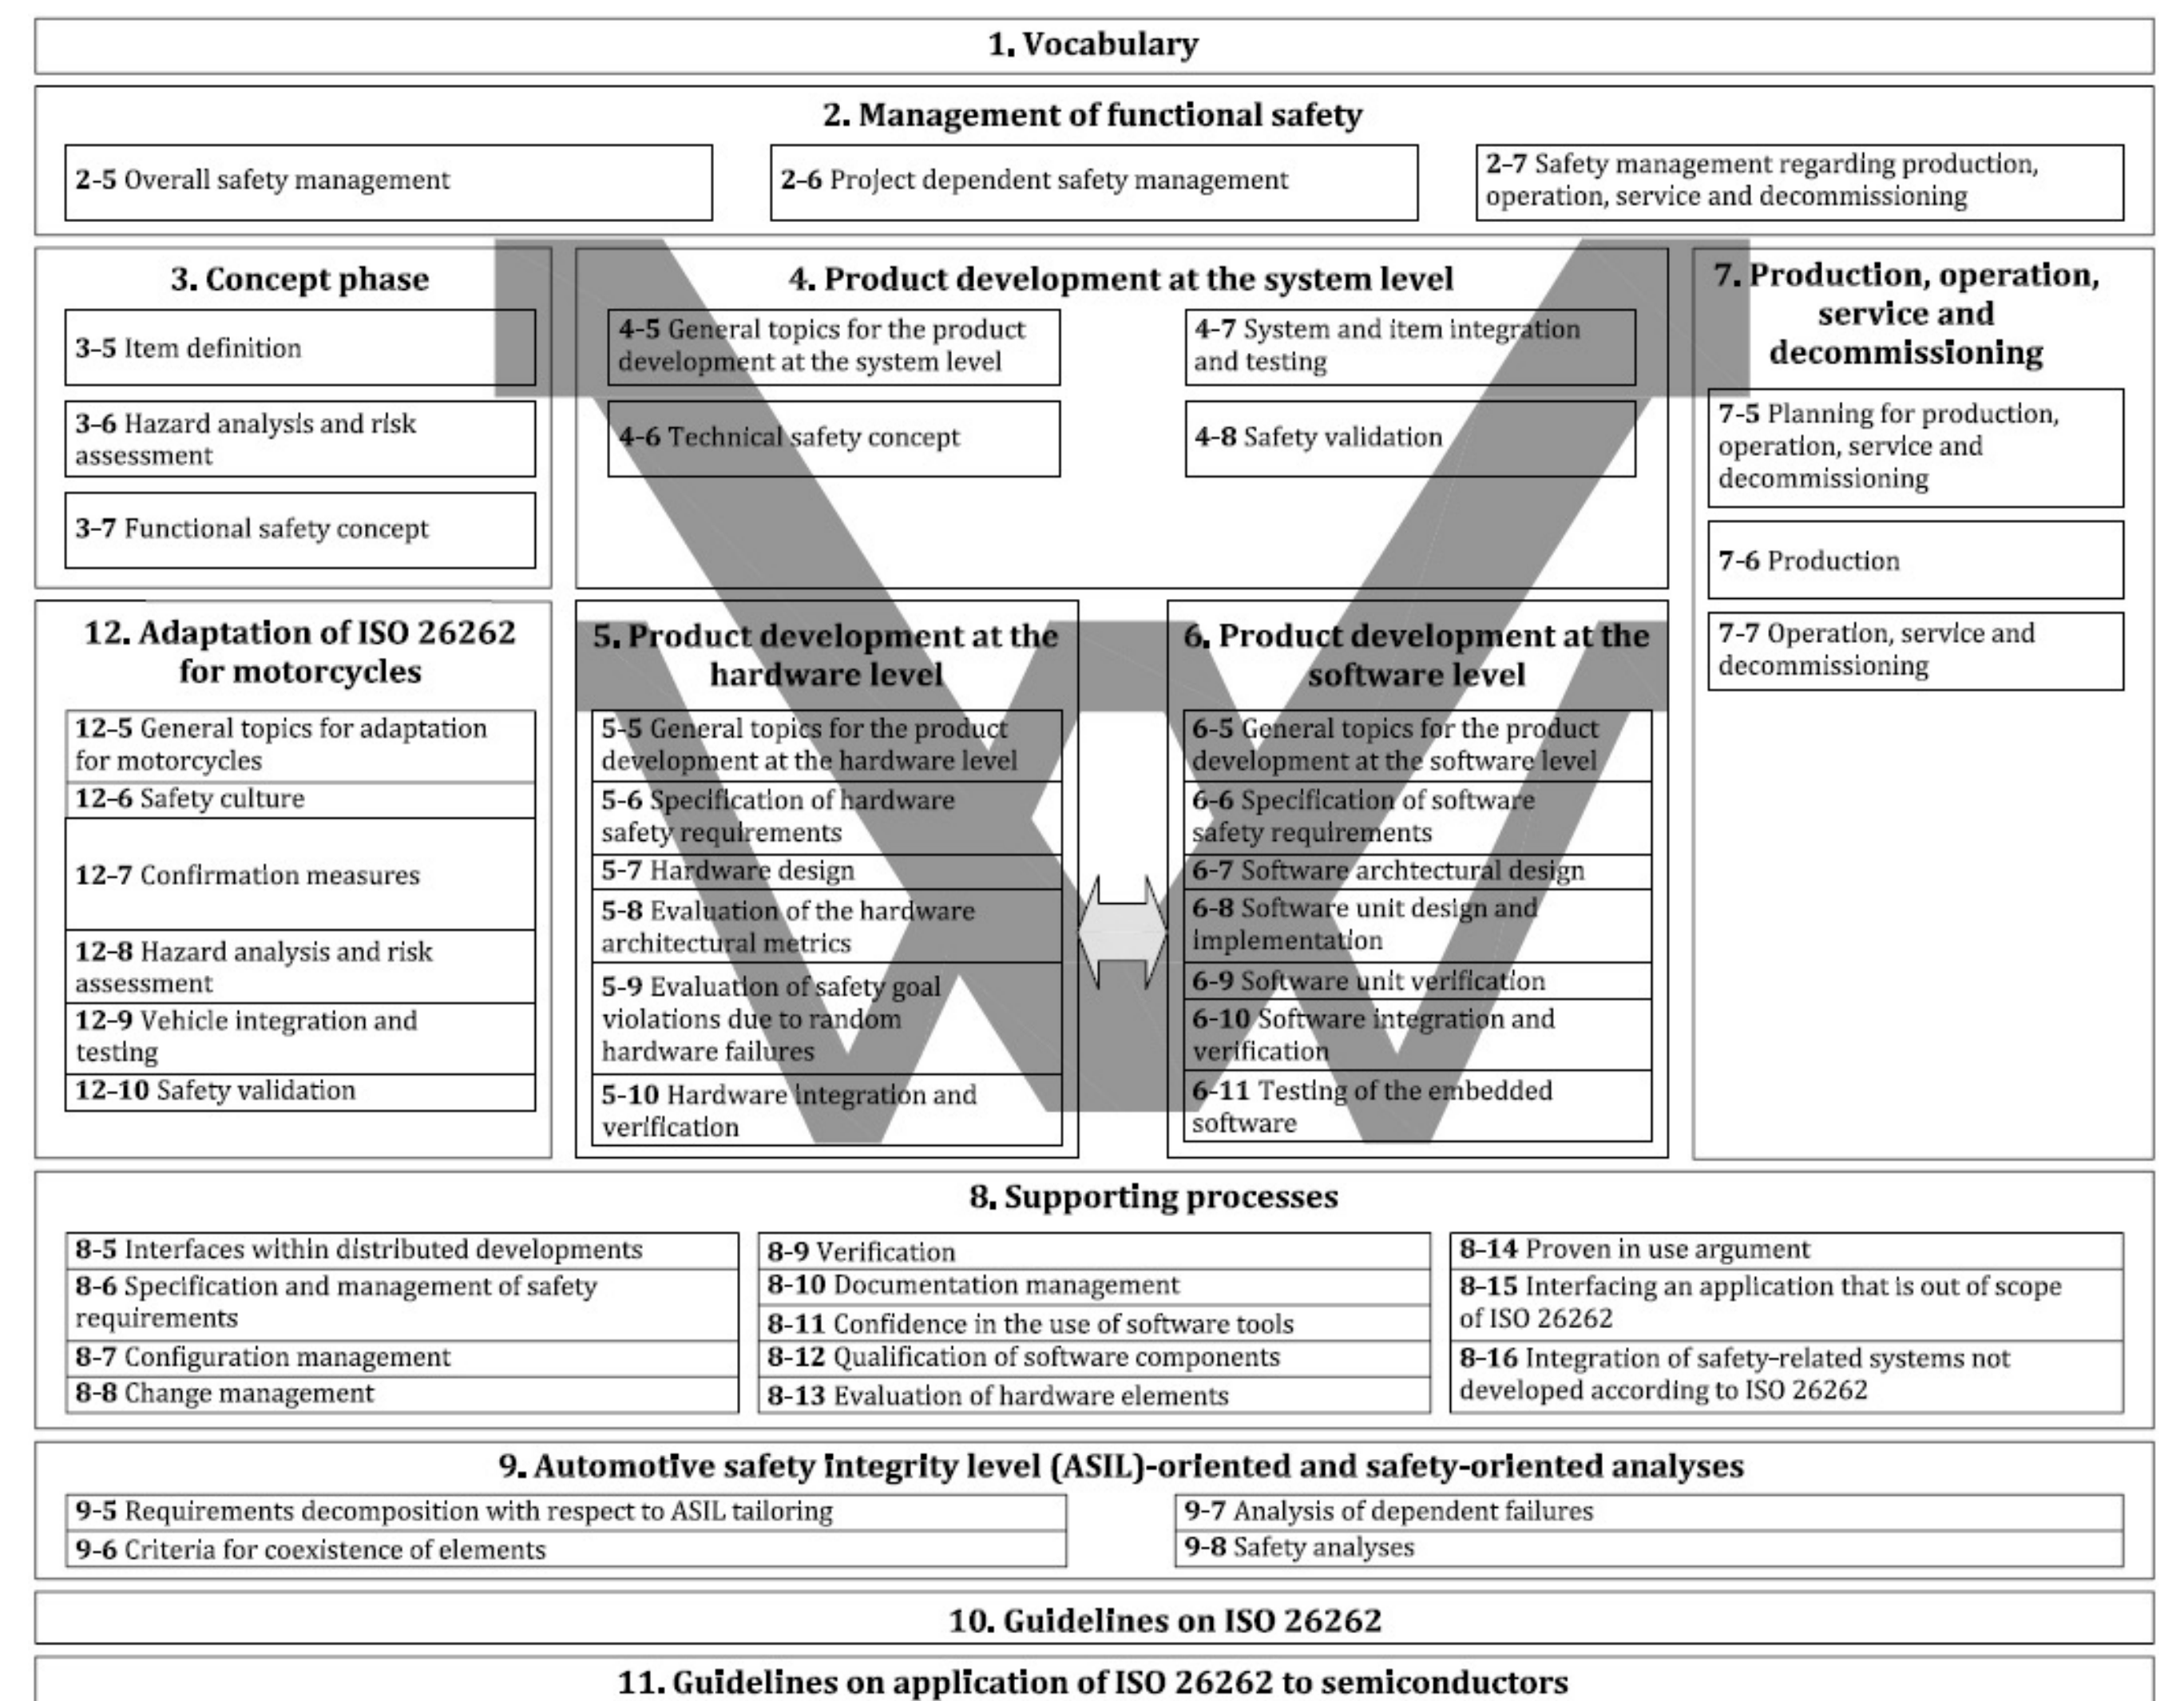 1. Vocabulary
2. Management of functional safety
2-5 Overall safety management
2-6 Project dependent safety management
2-7 Safety management regarding production,
operation, service and decommissioning
3. Concept phase
3-5 Item definition
3-6 Hazard analysis and risk
assessment
3-7 Functional safety concept
4. Product development at the system level
4-5 General topics for the product
development at the system level
4-6 Technical safety concept
4-7 System and item integration
and testing
4-8 Safety validation
7. Production, operation,
service and
decommissioning
7-5 Planning for production,
operation, service and
decommissioning
7-6 Production
7-7 Operation, service and
decommissioning
12. Adaptation of ISO 26262
for motorcycles
12-5 General topics for adaptation
for motorcycles
12-6 Safety culture
12-7 Confirmation measures
12-8 Hazard analysis and risk
assessment
12-9 Vehicle integration and
testing
12-10 Safety validation
5. Product development at the
hardware level
5-5 General topics for the product
development at the hardware level
5-6 Specification of hardware
safety requirements
5-7 Hardware design
5-8 Evaluation of the hardware
architectural metrics
5-9 Evaluation of safety goal
violations due to random
hardware failures
5-10 Hardware integration and
verification
6. Product development at the
software level
6-5 General topics for the product
development at the software level
6-6 Specification of software
safety requirements
6-7 Software archtectural design
6-8 Software unit design and
implementation
6-9 Software unit verification
6-10 Software integration and
verification
6-11 Testing of the embedded
software
8. Supporting processes
8-5 Interfaces within distributed developments
8-6 Specification and management of safety
requirements
8-7 Configuration management
8-8 Change management
8-9 Verification
8-10 Documentation management
8-11 Confidence in the use of software tools
8-12 Qualification of software components
8-13 Evaluation of hardware elements
8-14 Proven in use argument
8-15 Interfacing an application that is out of scope
of ISO 26262
8-16 Integration of safety-related systems not
developed according to ISO 26262
9. Automotive safety integrity level (ASIL)-oriented and safety-oriented analyses
9-5 Requirements decomposition with respect to ASIL tailoring
9-6 Criteria for coexistence of elements
9-7 Analysis of dependent failures
9-8 Safety analyses
10. Guidelines on ISO 26262
11. Guidelines on application of ISO 26262 to semiconductors